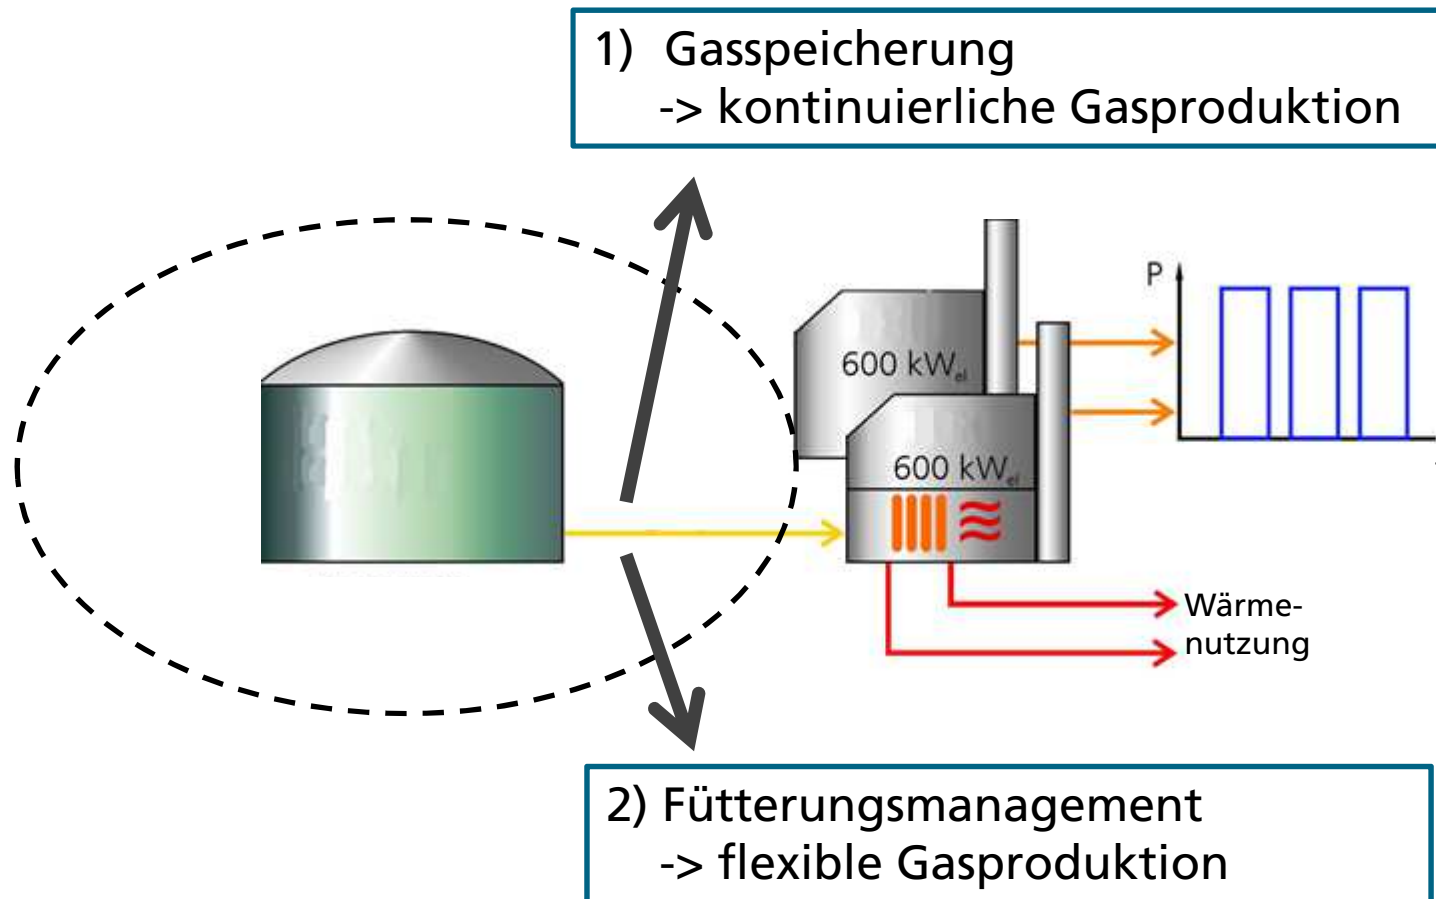 1) Gasspeicherung
-> kontinuierliche Gasproduktion
P
600 kWel
600 kWel
Wärme-
nutzung
2) Fütterungsmanagement
-> flexible Gasproduktion